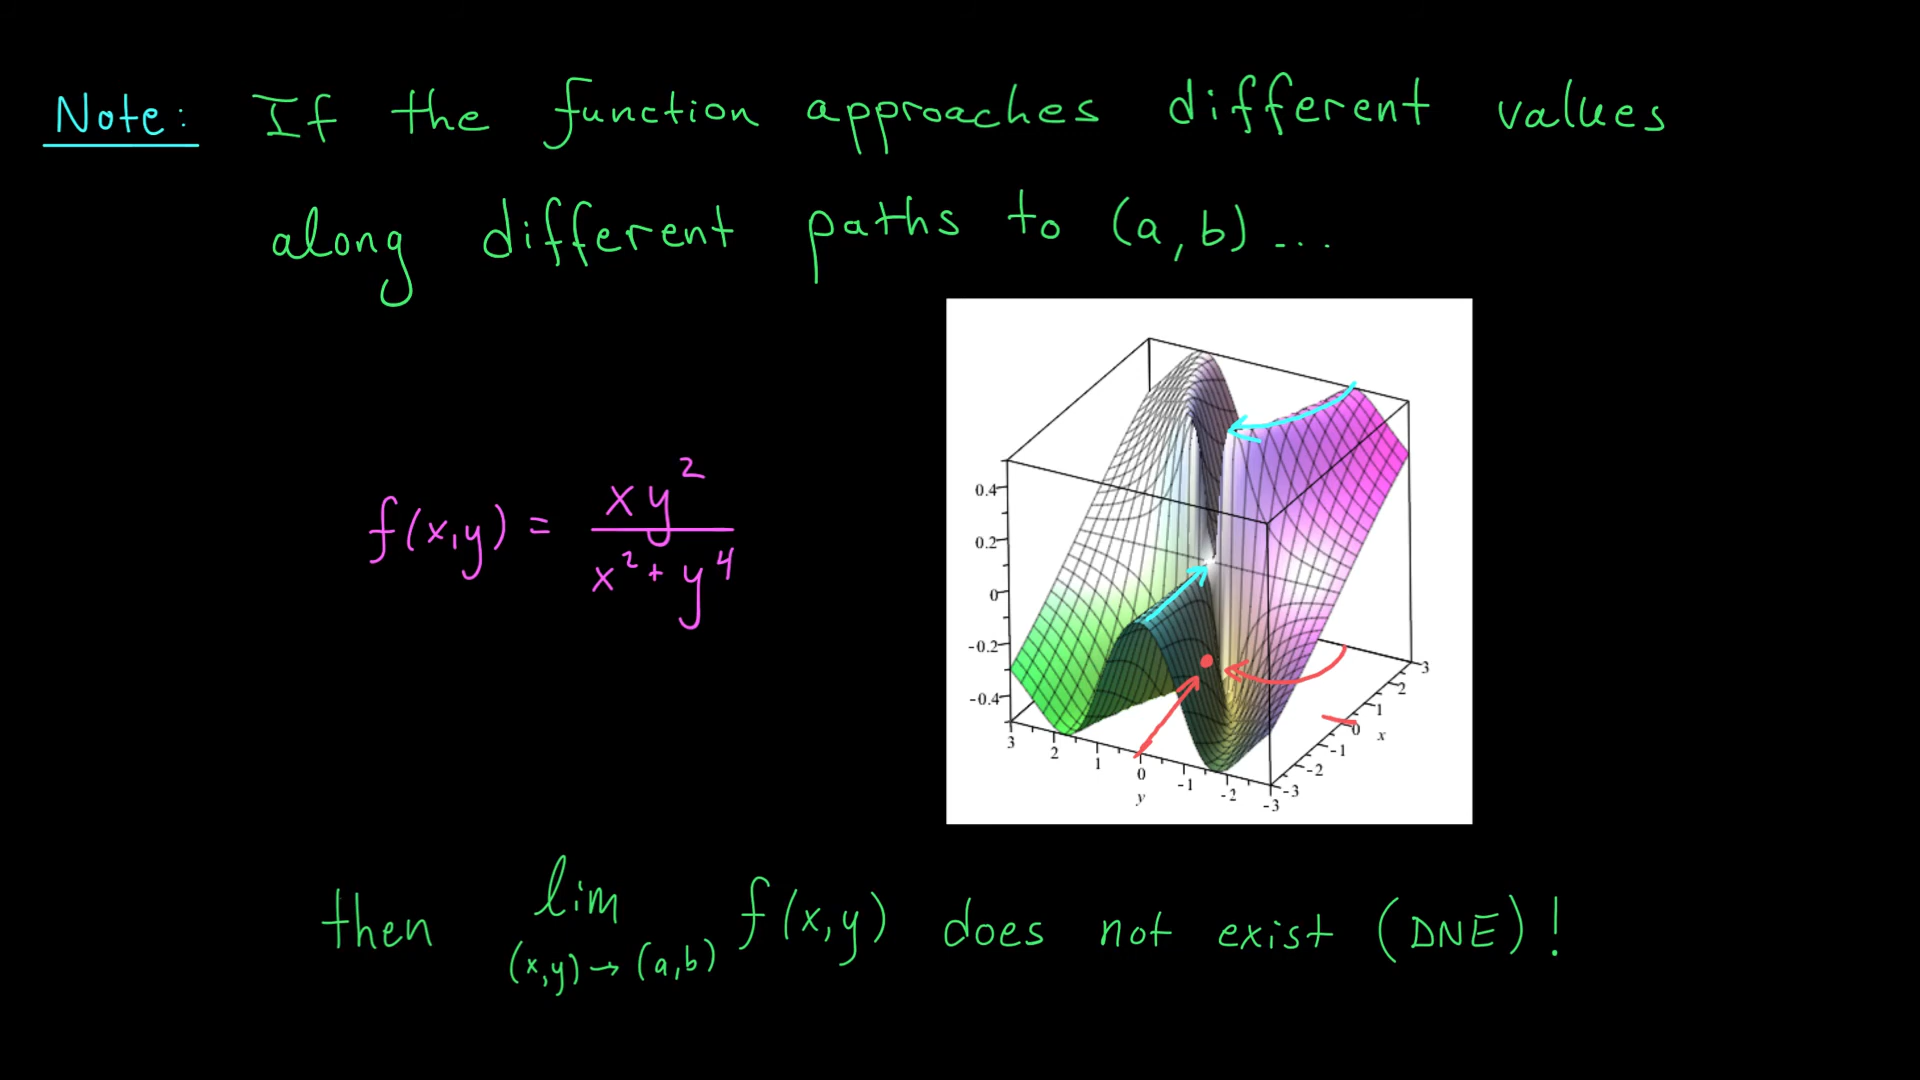 Note: If the function approaches different values
along different paths to (a,b)...
f(x,y) = xy²/(x²+y⁴)
0.4
0.2
0
-0.2
-0.4
3 2 1 0 -1 -2 -3
y
-3 -2 -1 0 1 2 3
x
then lim f(x,y) does not exist (DNE)!
(x,y)→(a,b)